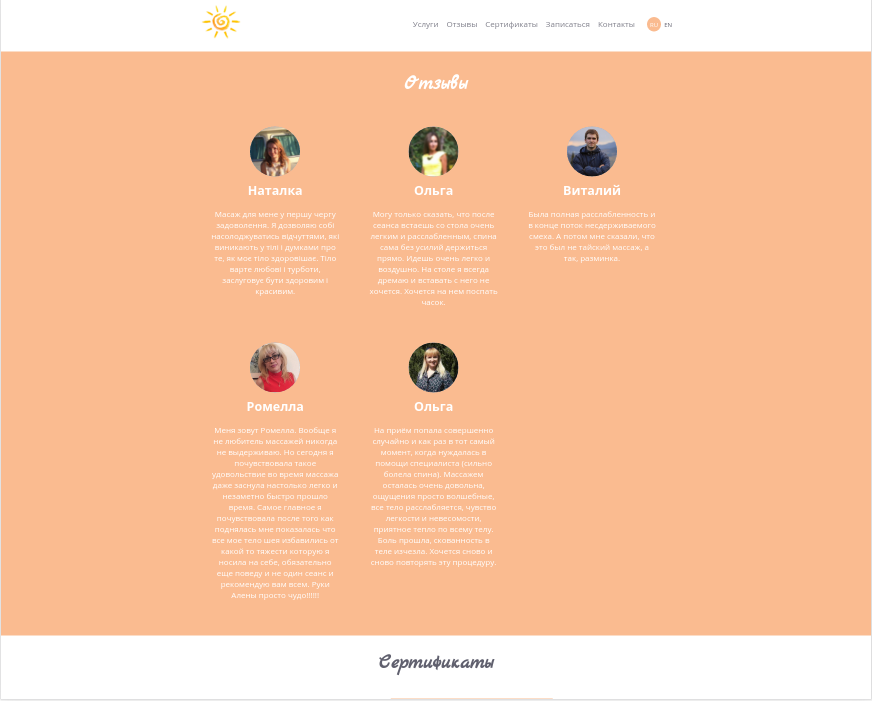 Услуги Отзывы Сертификаты Записаться Контакты RU EN
Отзывы
Наталка
Масаж для мене у першу чергу
задоволення. Я дозволяю собі
насолоджуватись відчуттями, які
виникають у тілі і думками про
те, як моє тіло здоровішає. Тіло
варте любові і турботи,
заслуговує бути здоровим і
красивим.
Ольга
Могу только сказать, что после
сеанса встаешь со стола очень
легким и расслабленным, спина
сама без усилий держиться
прямо. Идешь очень легко и
воздушно. На столе я всегда
дремаю и вставать с него не
хочется. Хочется на нем поспать
часок.
Виталий
Была полная расслабленность и
в конце поток несдерживаемого
смеха. А потом мне сказали, что
это был не тайский массаж, а
так, разминка.
Ромелла
Меня зовут Ромелла. Вообще я
не любитель массажей никогда
не выдерживаю. Но сегодня я
почувствовала такое
удовольствие во время массажа
даже заснула настолько легко и
незаметно быстро прошло
время. Самое главное я
почувствовала после того как
поднялась мне показалась что
все мое тело шея избавились от
какой то тяжести которую я
носила на себе, обязательно
еще поведу и не один сеанс и
рекомендую вам всем. Руки
Алены просто чудо!!!!!!
Ольга
На приём попала совершенно
случайно и как раз в тот самый
момент, когда нуждалась в
помощи специалиста (сильно
болела спина). Массажем
осталась очень довольна,
ощущения просто волшебные,
все тело расслабляется, чувство
легкости и невесомости,
приятное тепло по всему телу.
Боль прошла, скованность в
теле изчезла. Хочется снова и
снова повторять эту процедуру.
Сертификаты